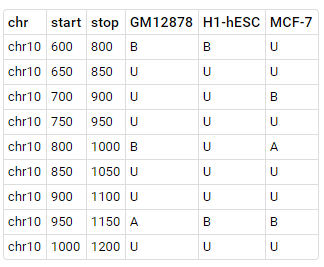 chr start stop GM12878 H1-hESC MCF-7
chr10 600 800 B B U
chr10 650 850 U U U
chr10 700 900 U U B
chr10 750 950 U U U
chr10 800 1000 B U A
chr10 850 1050 U U U
chr10 900 1100 U U U
chr10 950 1150 A B B
chr10 1000 1200 U U U